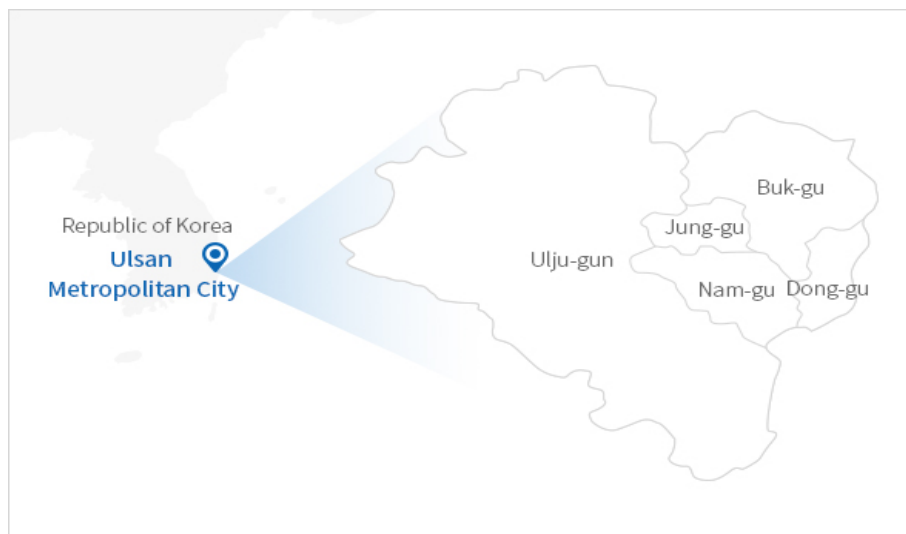 Republic of Korea
Ulsan
Metropolitan City
Ulju-gun
Buk-gu
Jung-gu
Nam-gu
Dong-gu